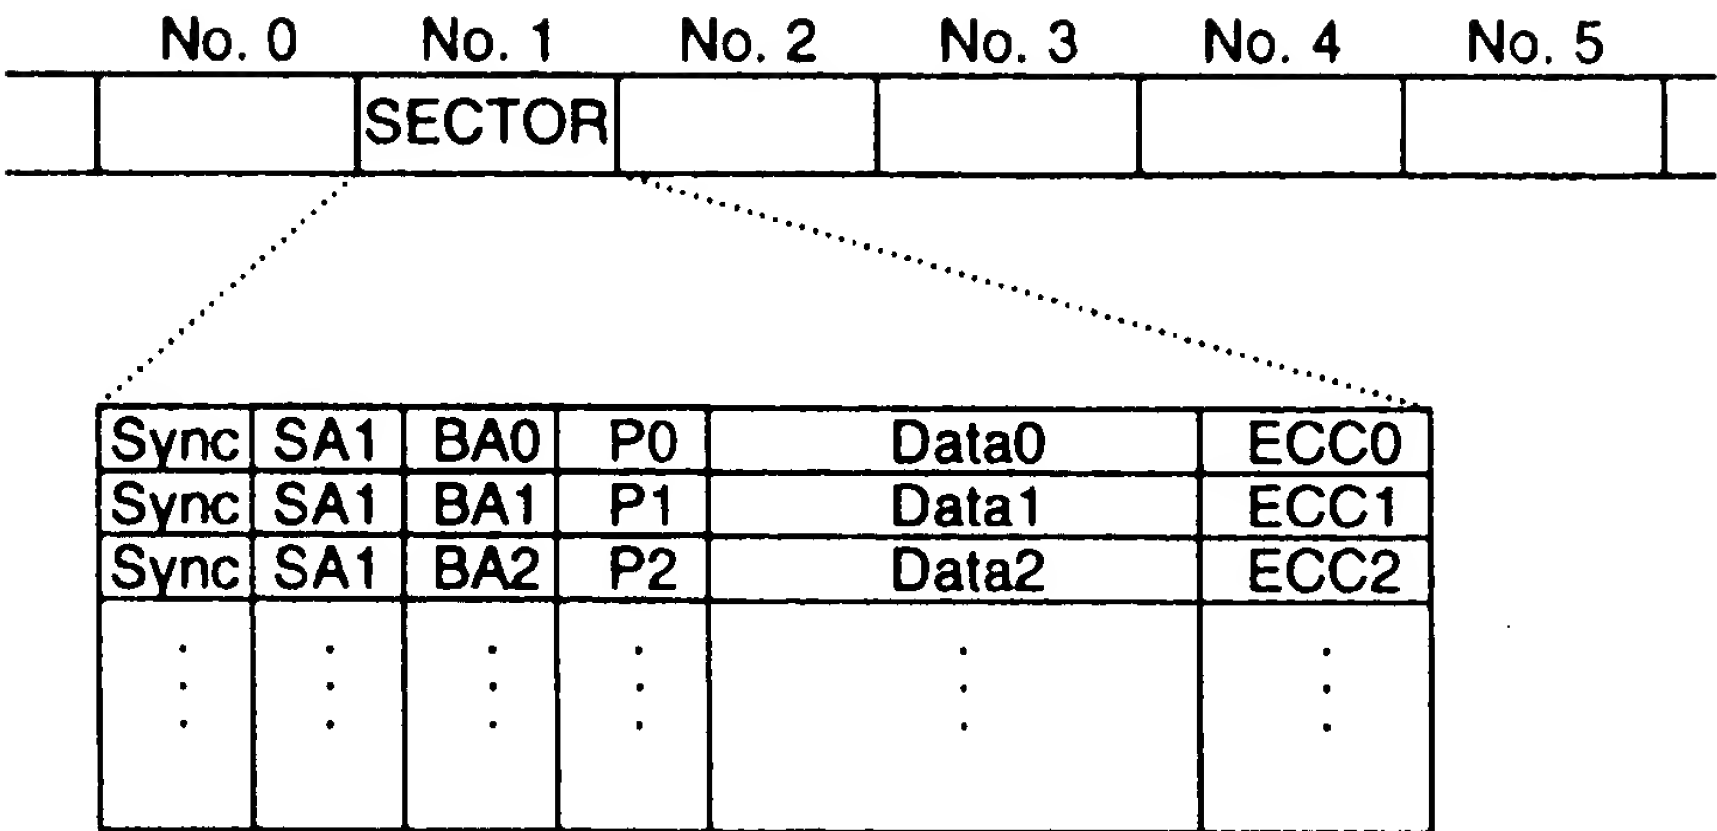 No. 0 No. 1 No. 2 No. 3 No. 4 No. 5
SECTOR
Sync SA1 BA0 P0 Data0 ECC0
Sync SA1 BA1 P1 Data1 ECC1
Sync SA1 BA2 P2 Data2 ECC2